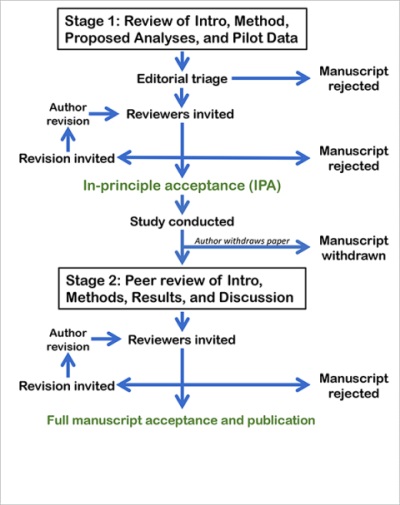 Stage 1: Review of Intro, Method,
Proposed Analyses, and Pilot Data
Editorial triage
Manuscript
rejected
Author
revision
Reviewers invited
Revision invited
Manuscript
rejected
In-principle acceptance (IPA)
Study conducted
Author withdraws paper
Manuscript
withdrawn
Stage 2: Peer review of Intro,
Methods, Results, and Discussion
Author
revision
Reviewers invited
Revision invited
Manuscript
rejected
Full manuscript acceptance and publication